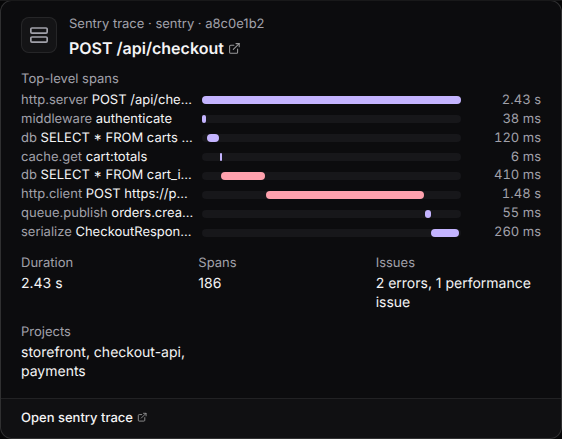 Sentry trace · sentry · a8c0e1b2
POST /api/checkout
Top-level spans
http.server POST /api/che... 2.43 s
middleware authenticate 38 ms
db SELECT * FROM carts ... 120 ms
cache.get cart:totals 6 ms
db SELECT * FROM cart_i... 410 ms
http.client POST https://p... 1.48 s
queue.publish orders.crea... 55 ms
serialize CheckoutRespon... 260 ms
Duration Spans Issues
2.43 s 186 2 errors, 1 performance
issue
Projects
storefront, checkout-api,
payments
Open sentry trace